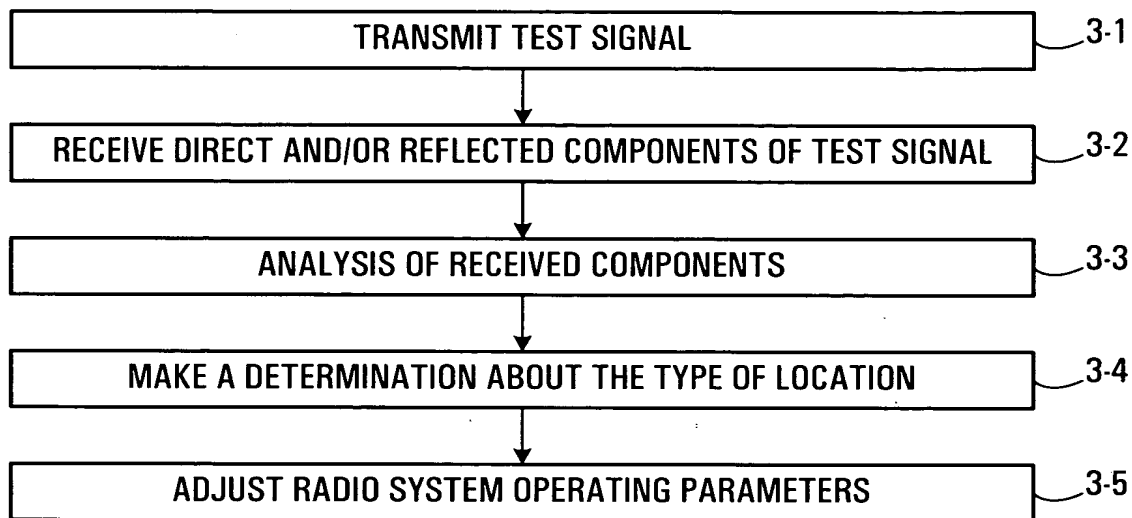 TRANSMIT TEST SIGNAL 3-1
RECEIVE DIRECT AND/OR REFLECTED COMPONENTS OF TEST SIGNAL 3-2
ANALYSIS OF RECEIVED COMPONENTS 3-3
MAKE A DETERMINATION ABOUT THE TYPE OF LOCATION 3-4
ADJUST RADIO SYSTEM OPERATING PARAMETERS 3-5